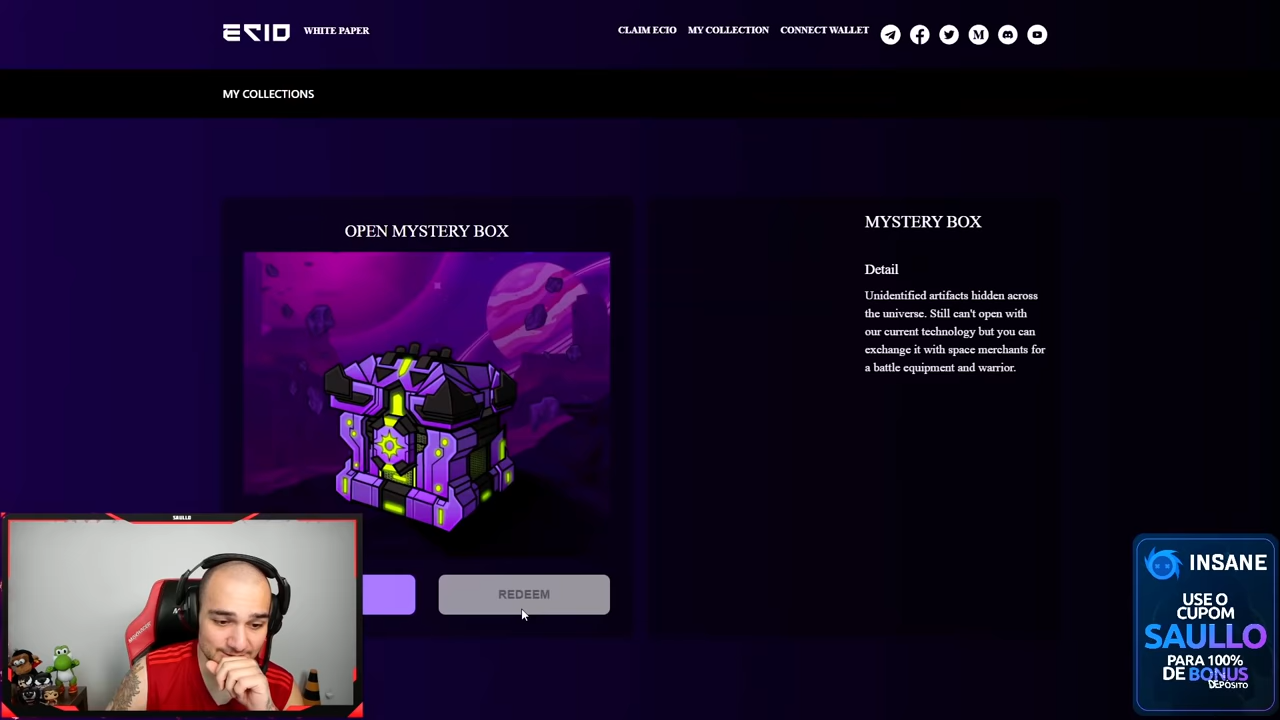 ECIO
WHITE PAPER
CLAIM ECIO
MY COLLECTION
CONNECT WALLET
MY COLLECTIONS
OPEN MYSTERY BOX
REDEEM
MYSTERY BOX
Detail
Unidentified artifacts hidden across
the universe. Still can't open with
our current technology but you can
exchange it with space merchants for
a battle equipment and warrior.
SAULLO
INSANE
USE O
CUPOM
SAULLO
PARA 100%
DE BONUS
DEPÓSITO